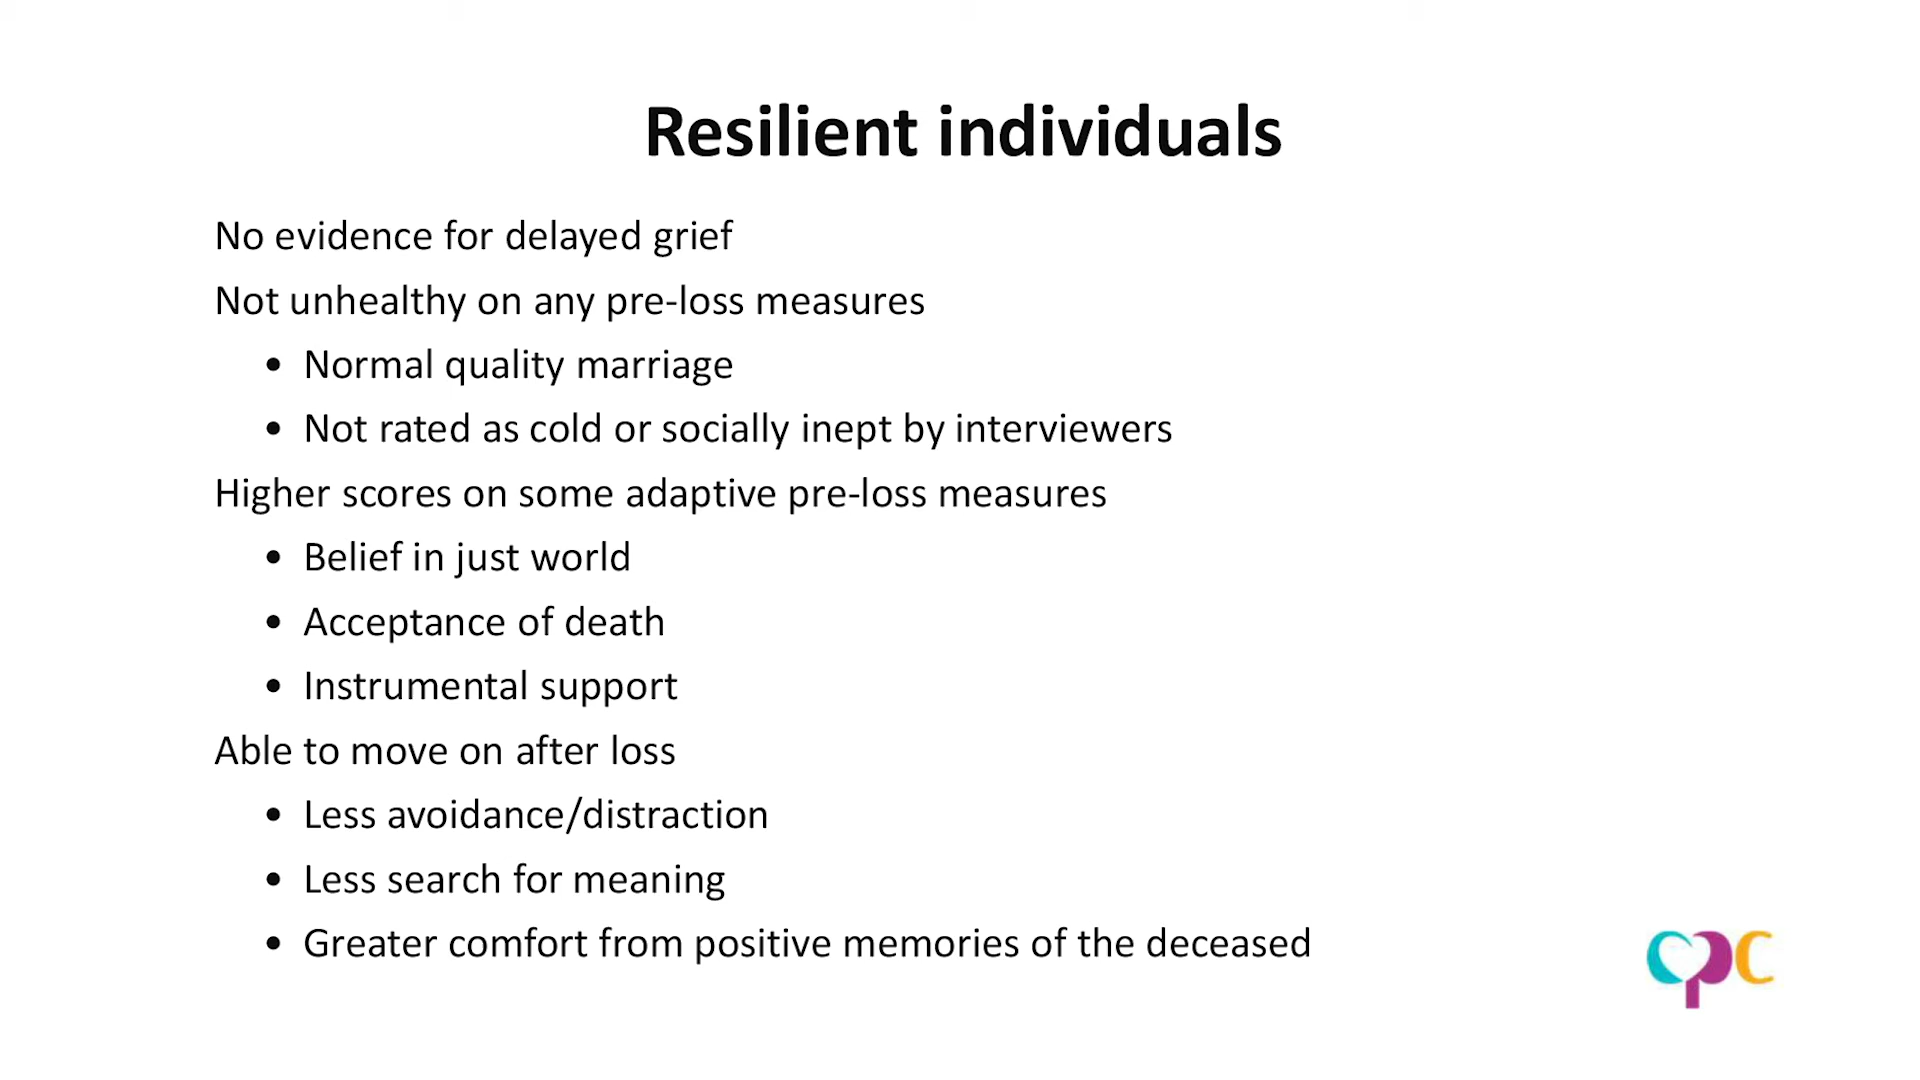 Resilient individuals
No evidence for delayed grief
Not unhealthy on any pre-loss measures
• Normal quality marriage
• Not rated as cold or socially inept by interviewers
Higher scores on some adaptive pre-loss measures
• Belief in just world
• Acceptance of death
• Instrumental support
Able to move on after loss
• Less avoidance/distraction
• Less search for meaning
• Greater comfort from positive memories of the deceased
cpc